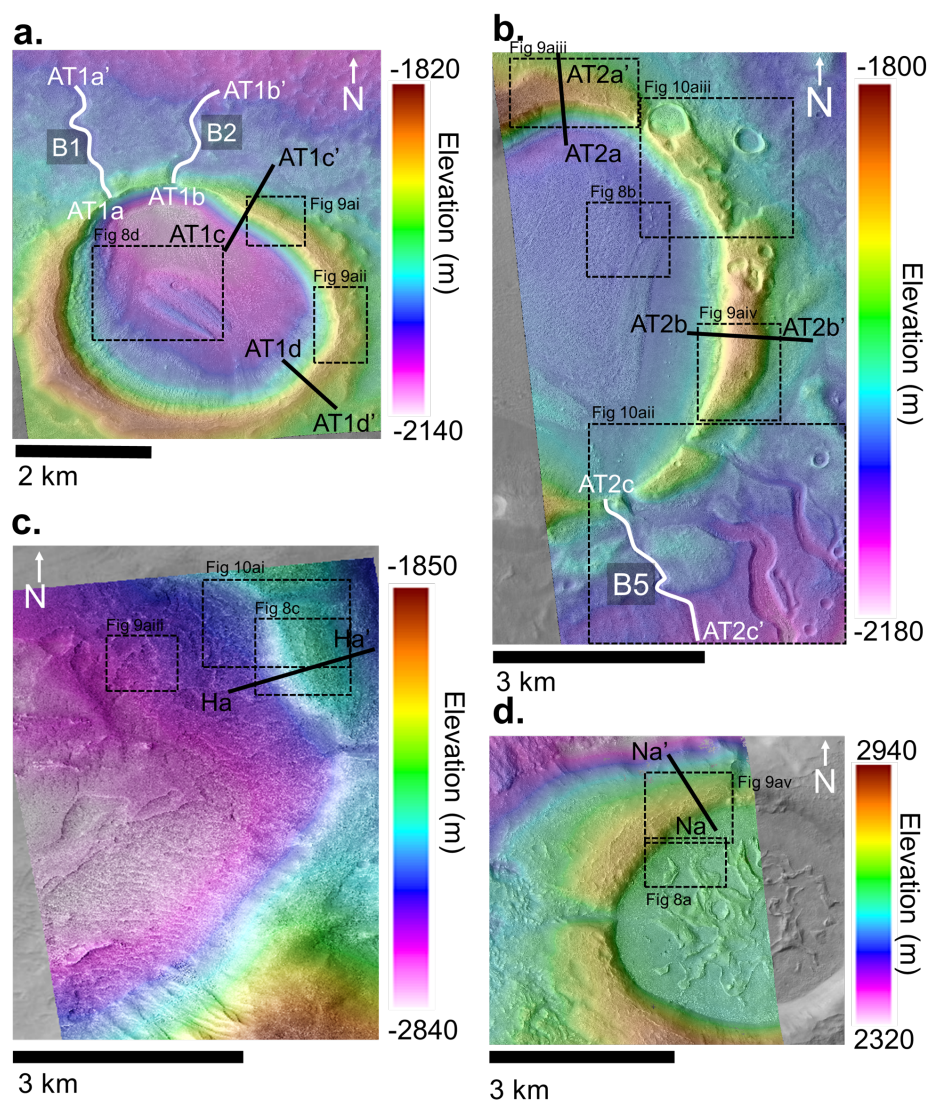 a.
AT1a’
AT1b’
B1
B2
N
AT1c’
AT1a
AT1b
Fig 9ai
Fig 8d
AT1c
Fig 9aii
AT1d
AT1d’
-1820
Elevation (m)
-2140
2 km
b.
Fig 9aiii
AT2a’
Fig 10aiii
N
AT2a
Fig 8b
AT2b
Fig 9aiv
AT2b’
Fig 10aii
AT2c
B5
AT2c’
-1800
Elevation (m)
-2180
3 km
c.
N
Fig 10ai
Fig 8c
Fig 9aiii
Ha’
Ha
-1850
Elevation (m)
-2840
3 km
d.
Na’
N
Fig 9av
Na
Fig 8a
2940
Elevation (m)
2320
3 km